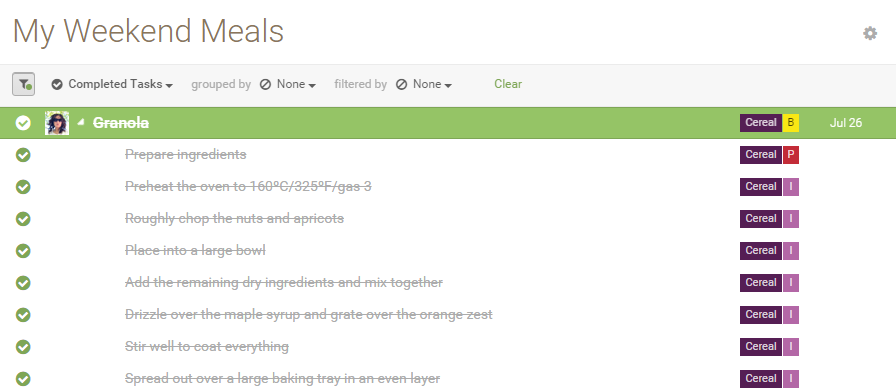 My Weekend Meals
Completed Tasks grouped by None filtered by None Clear
Granola Cereal B Jul 26
Prepare ingredients Cereal P
Preheat the oven to 160ºC/325ºF/gas 3 Cereal I
Roughly chop the nuts and apricots Cereal I
Place into a large bowl Cereal I
Add the remaining dry ingredients and mix together Cereal I
Drizzle over the maple syrup and grate over the orange zest Cereal I
Stir well to coat everything Cereal I
Spread out over a large baking tray in an even layer Cereal I